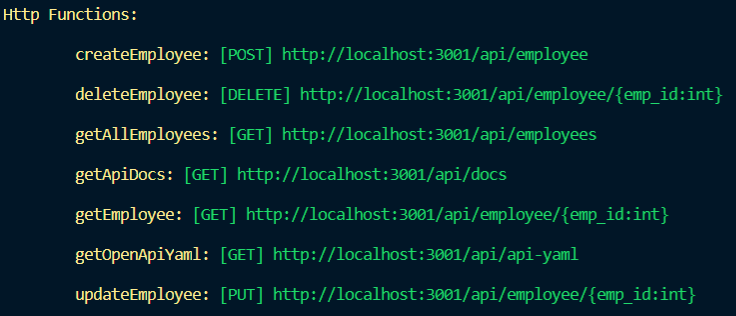 Http Functions:
createEmployee: [POST] http://localhost:3001/api/employee
deleteEmployee: [DELETE] http://localhost:3001/api/employee/{emp_id:int}
getAllEmployees: [GET] http://localhost:3001/api/employees
getApiDocs: [GET] http://localhost:3001/api/docs
getEmployee: [GET] http://localhost:3001/api/employee/{emp_id:int}
getOpenApiYaml: [GET] http://localhost:3001/api/api-yaml
updateEmployee: [PUT] http://localhost:3001/api/employee/{emp_id:int}